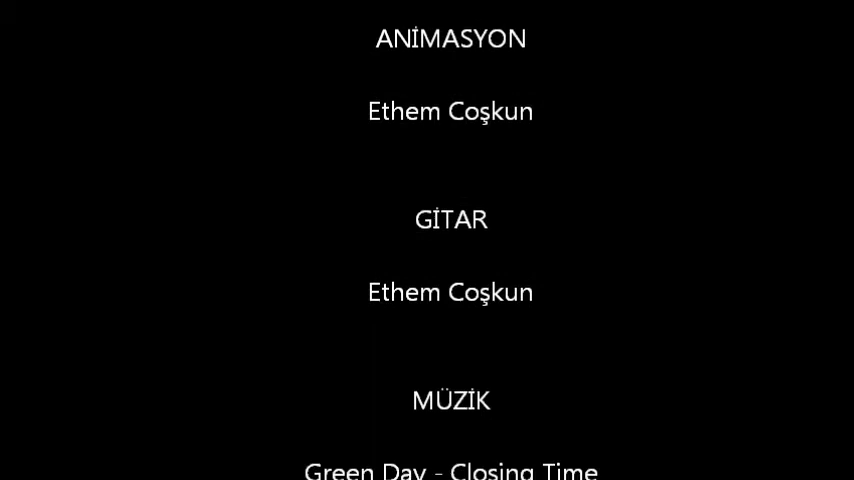 ANİMASYON
Ethem Coşkun
GİTAR
Ethem Coşkun
MÜZİK
Green Day - Closing Time